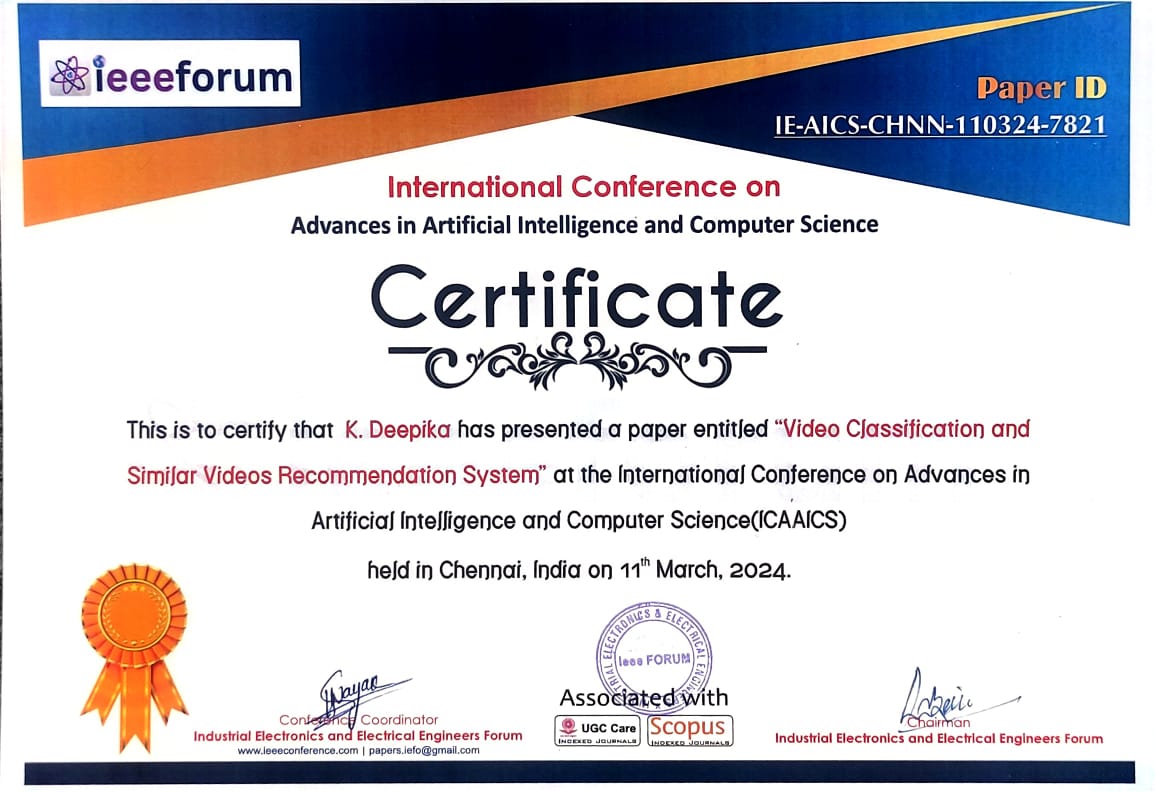 ieeeforum
Paper ID
IE-AICS-CHNN-110324-7821
International Conference on
Advances in Artificial Intelligence and Computer Science
Certificate
This is to certify that K. Deepika has presented a paper entitled “Video Classification and
Similar Videos Recommendation System” at the International Conference on Advances in
Artificial Intelligence and Computer Science(ICAAICS)
held in Chennai, India on 11th March, 2024.
ELECTRONICS & ELECTRICAL
Ieee FORUM
Associated with
UGC Care
INDEXED JOURNALS
Scopus
INDEXED JOURNALS
Conference Coordinator
Industrial Electronics and Electrical Engineers Forum
www.ieeeconference.com | papers.iefo@gmail.com
Chairman
Industrial Electronics and Electrical Engineers Forum